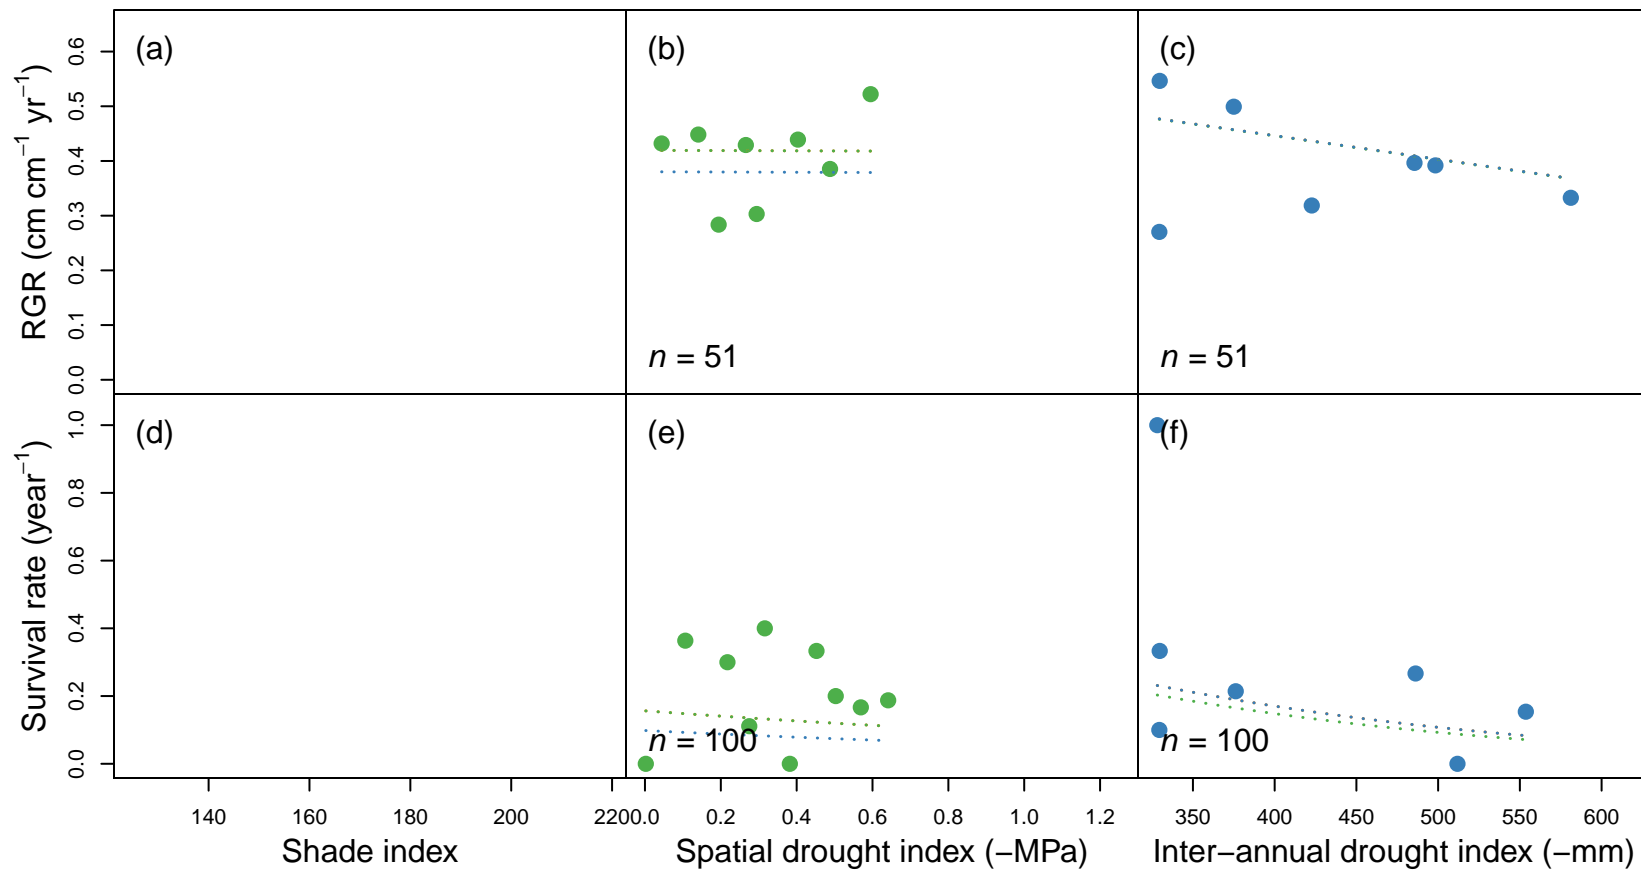 (a)
(b)
(c)
RGR (cm cm⁻¹ yr⁻¹)
0.6
0.5
0.4
0.3
0.2
0.1
0.0
n = 51
n = 51
(d)
(e)
(f)
Survival rate (year⁻¹)
1.0
0.8
0.6
0.4
0.2
0.0
n = 100
n = 100
140 160 180 200 220
0.0 0.2 0.4 0.6 0.8 1.0 1.2
350 400 450 500 550 600
Shade index
Spatial drought index (−MPa)
Inter−annual drought index (−mm)